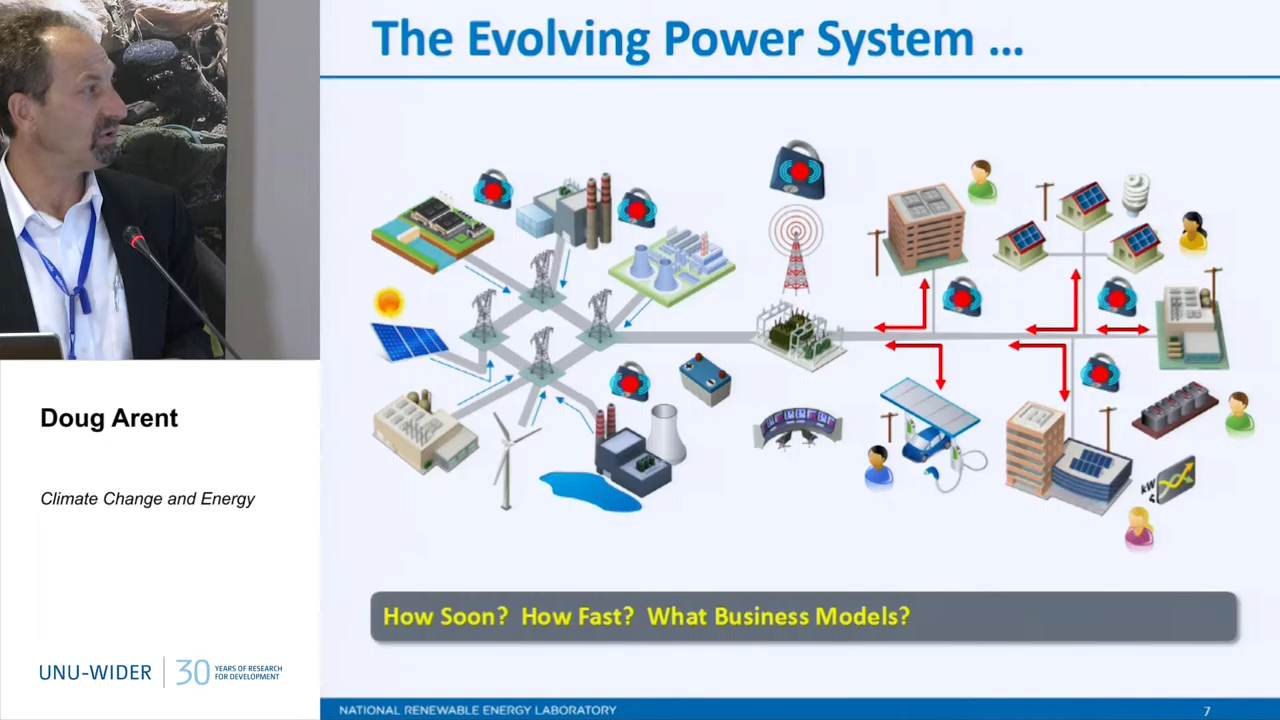 The Evolving Power System ...
Doug Arent
Climate Change and Energy
UNU-WIDER
30
YEARS OF RESEARCH
FOR DEVELOPMENT
kW
How Soon? How Fast? What Business Models?
NATIONAL RENEWABLE ENERGY LABORATORY
7